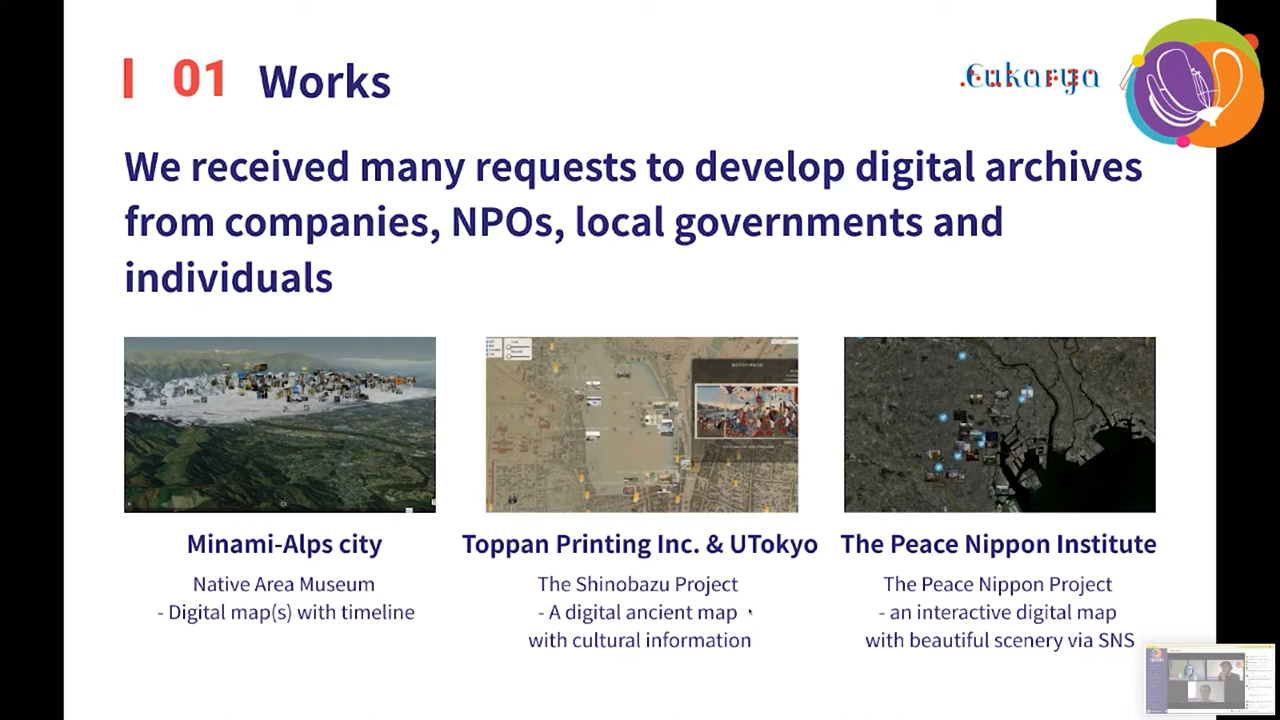 01 Works
Eukarya
We received many requests to develop digital archives
from companies, NPOs, local governments and
individuals
Minami-Alps city
Native Area Museum
- Digital map(s) with timeline
Toppan Printing Inc. & UTokyo
The Shinobazu Project
- A digital ancient map
with cultural information
The Peace Nippon Institute
The Peace Nippon Project
- an interactive digital map
with beautiful scenery via SNS